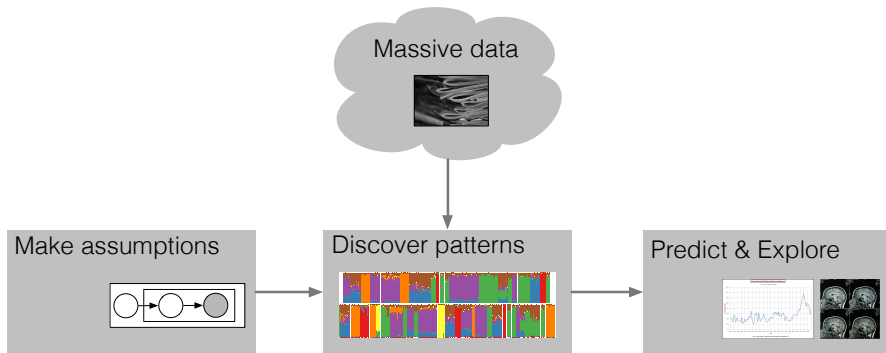 Massive data
Make assumptions
Discover patterns
Predict & Explore